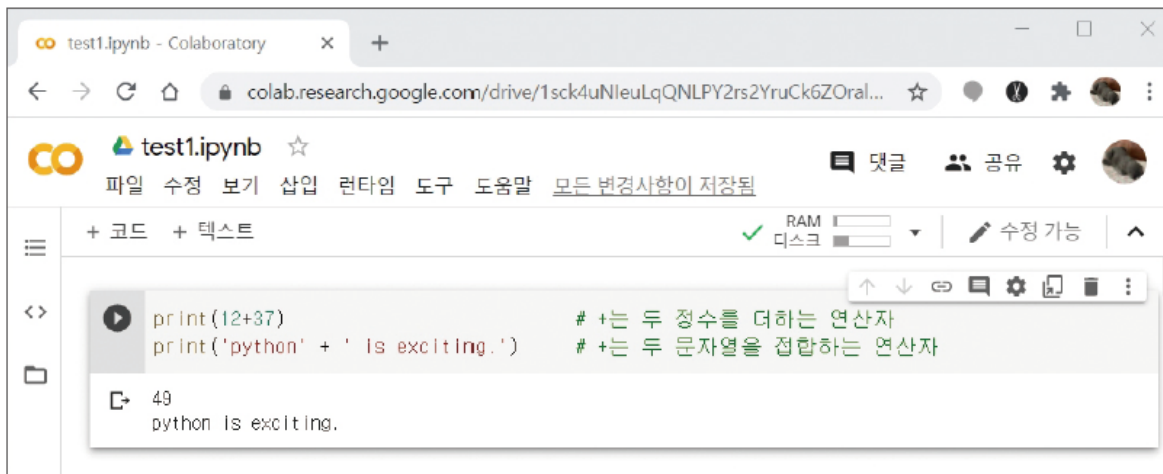 test1.ipynb - Colaboratory
colab.research.google.com/drive/1sck4uNIeuLqQNLPY2rs2YruCk6ZOral...
CO test1.ipynb
댓글 공유
파일 수정 보기 삽입 런타임 도구 도움말 모든 변경사항이 저장됨
+ 코드 + 텍스트
RAM
디스크
수정 가능
print(12+37) # +는 두 정수를 더하는 연산자
print('python' + ' is exciting.') # +는 두 문자열을 접합하는 연산자
49
python is exciting.